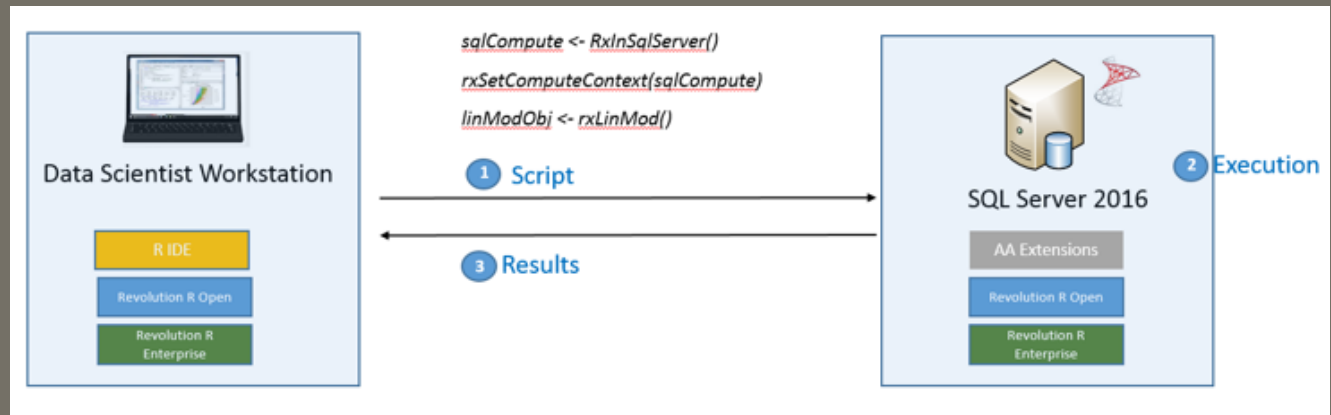 sqlCompute <- RxInSqlServer()
rxSetComputeContext(sqlCompute)
linModObj <- rxLinMod()
Data Scientist Workstation
R IDE
Revolution R Open
Revolution R
Enterprise
1 Script
3 Results
2 Execution
SQL Server 2016
AA Extensions
Revolution R Open
Revolution R
Enterprise